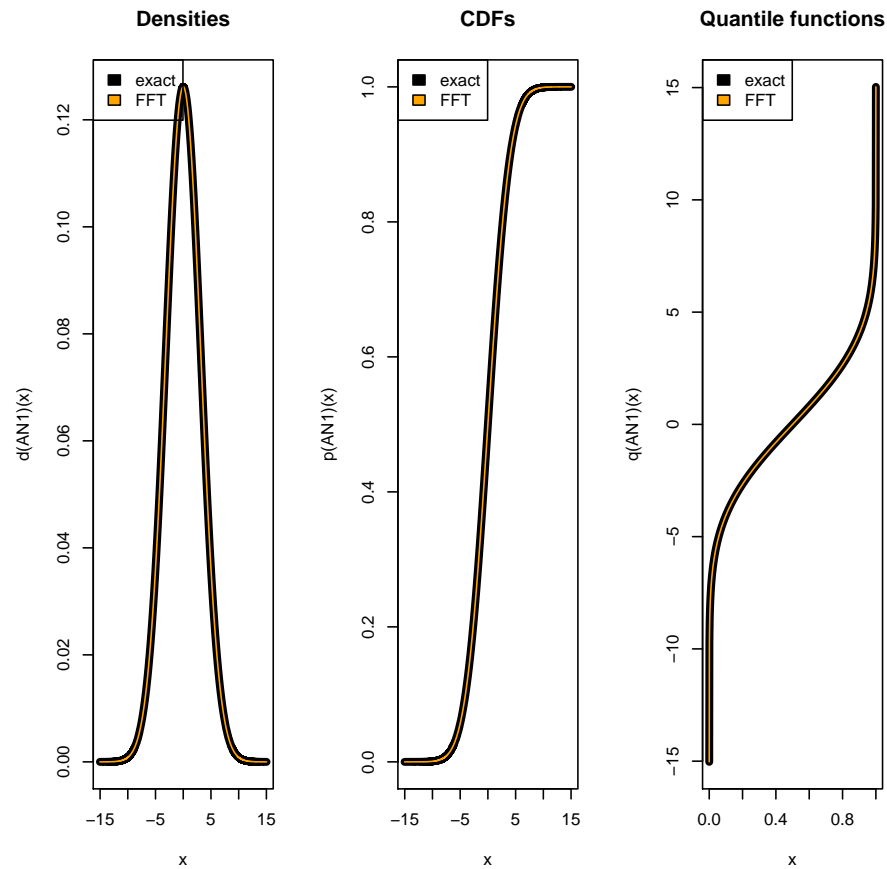 Densities
exact
FFT
d(AN1)(x)
0.00
0.02
0.04
0.06
0.08
0.10
0.12
−15
−5
5
15
x
CDFs
exact
FFT
p(AN1)(x)
0.0
0.2
0.4
0.6
0.8
1.0
−15
−5
5
15
x
Quantile functions
exact
FFT
q(AN1)(x)
−15
−10
−5
0
5
10
15
0.0
0.4
0.8
x